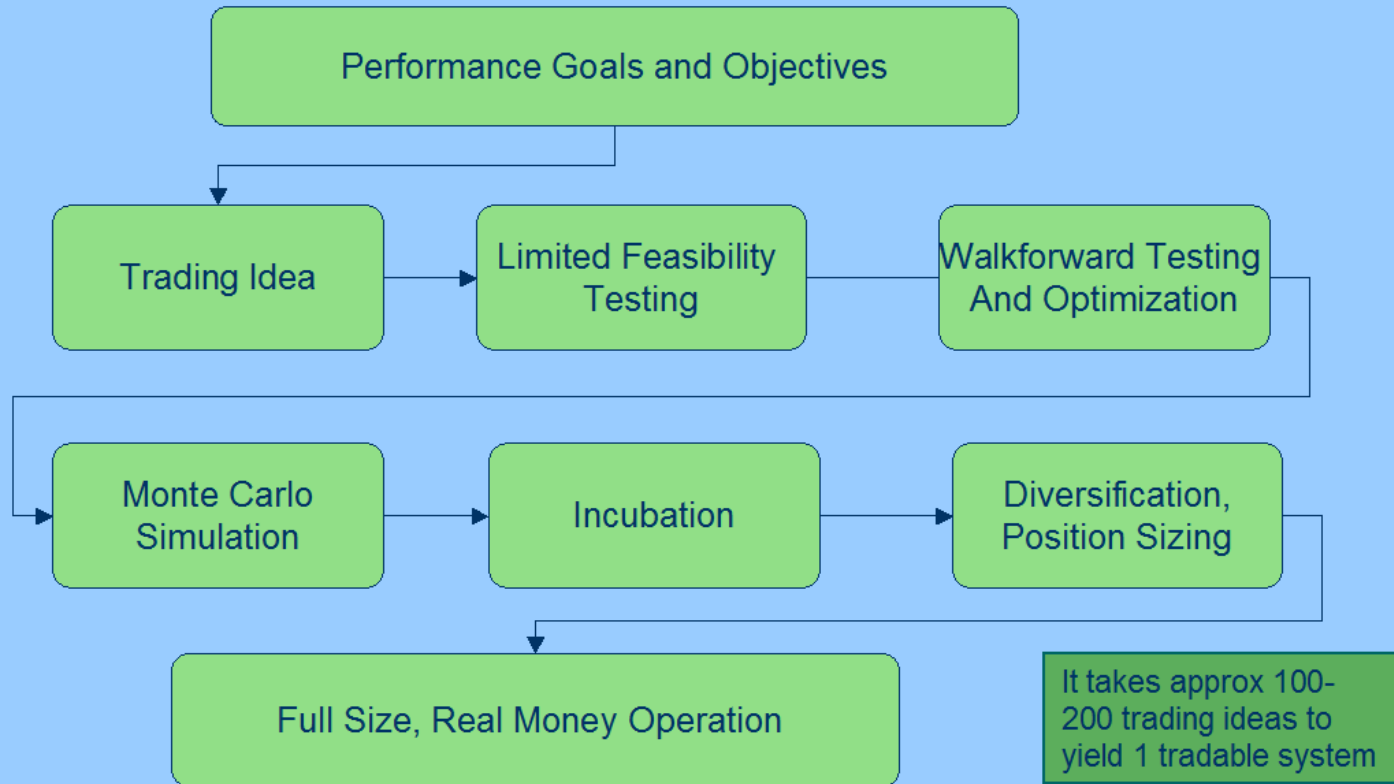 Performance Goals and Objectives
Trading Idea
Limited Feasibility
Testing
Walkforward Testing
And Optimization
Monte Carlo
Simulation
Incubation
Diversification,
Position Sizing
Full Size, Real Money Operation
It takes approx 100-
200 trading ideas to
yield 1 tradable system